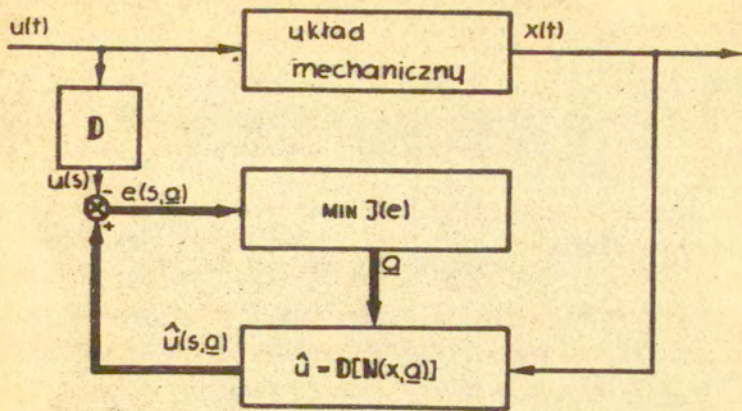 u(t)
układ
mechaniczny
x(t)
D
u(s)
-
e(s,a)
+
MIN J(e)
a
û(s,a)
û = D[N(x,a)]